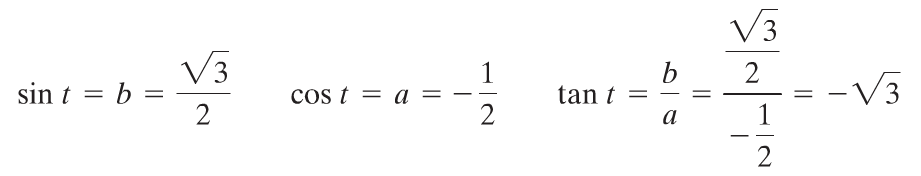 sin t = b = √3/2    cos t = a = −1/2    tan t = b/a = (√3/2)/(−1/2) = −√3